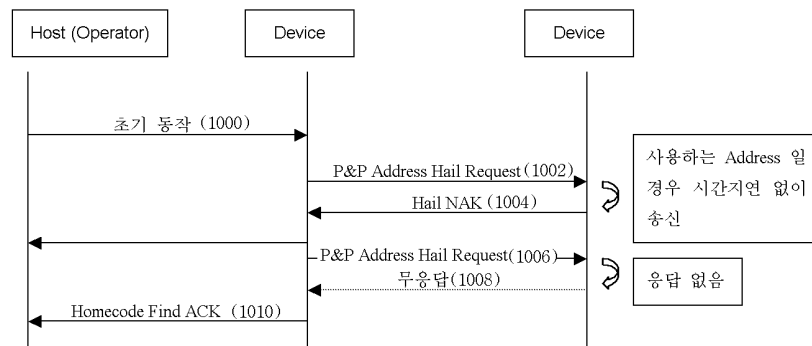 Host (Operator)
Device
Device
초기 동작 (1000)
P&P Address Hail Request(1002)
Hail NAK (1004)
사용하는 Address 일
경우 시간지연 없이
송신
P&P Address Hail Request(1006)
무응답(1008)
응답 없음
Homecode Find ACK (1010)